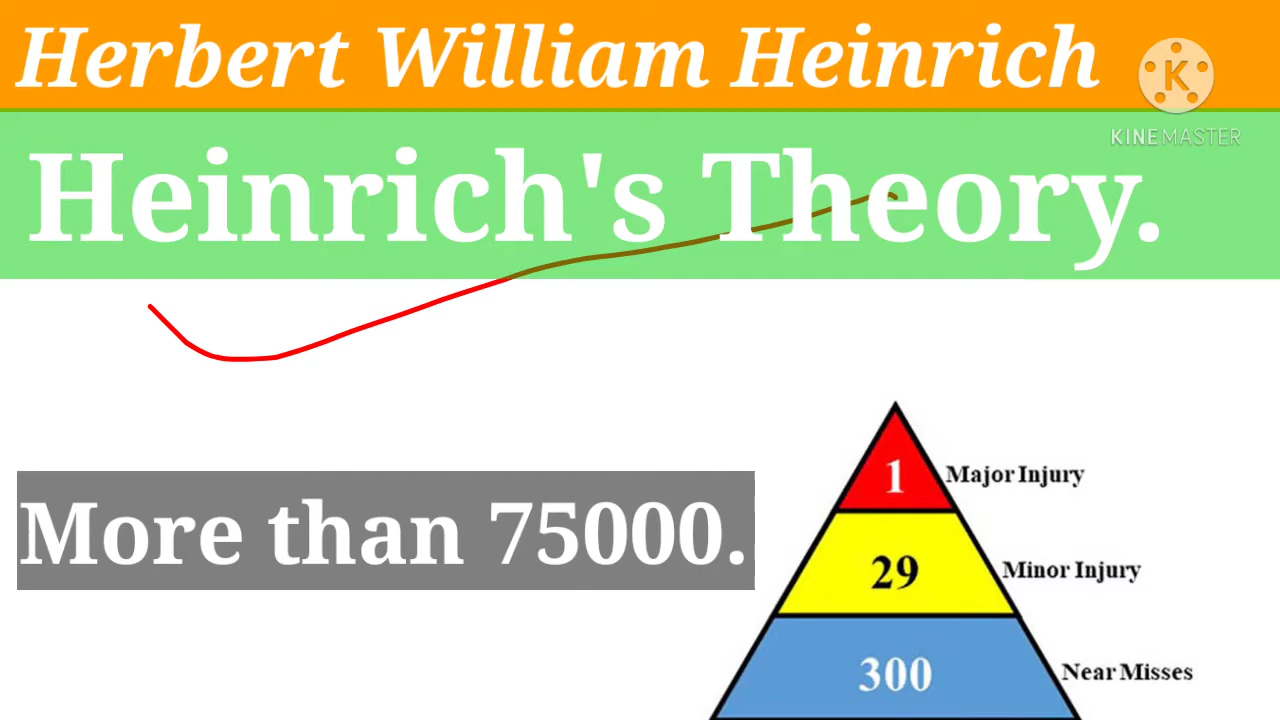 Herbert William Heinrich
K
KINEMASTER
Heinrich's Theory.
More than 75000.
1
Major Injury
29
Minor Injury
300
Near Misses